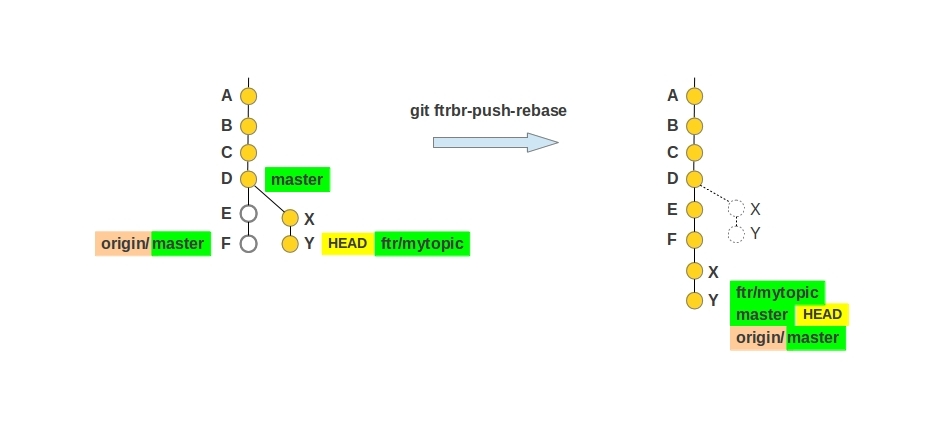 git ftrbr-push-rebase
A
B
C
D master
E
X
origin/master F
Y HEAD ftr/mytopic
A
B
C
D
E
X
F
Y
X
Y
ftr/mytopic
master HEAD
origin/master